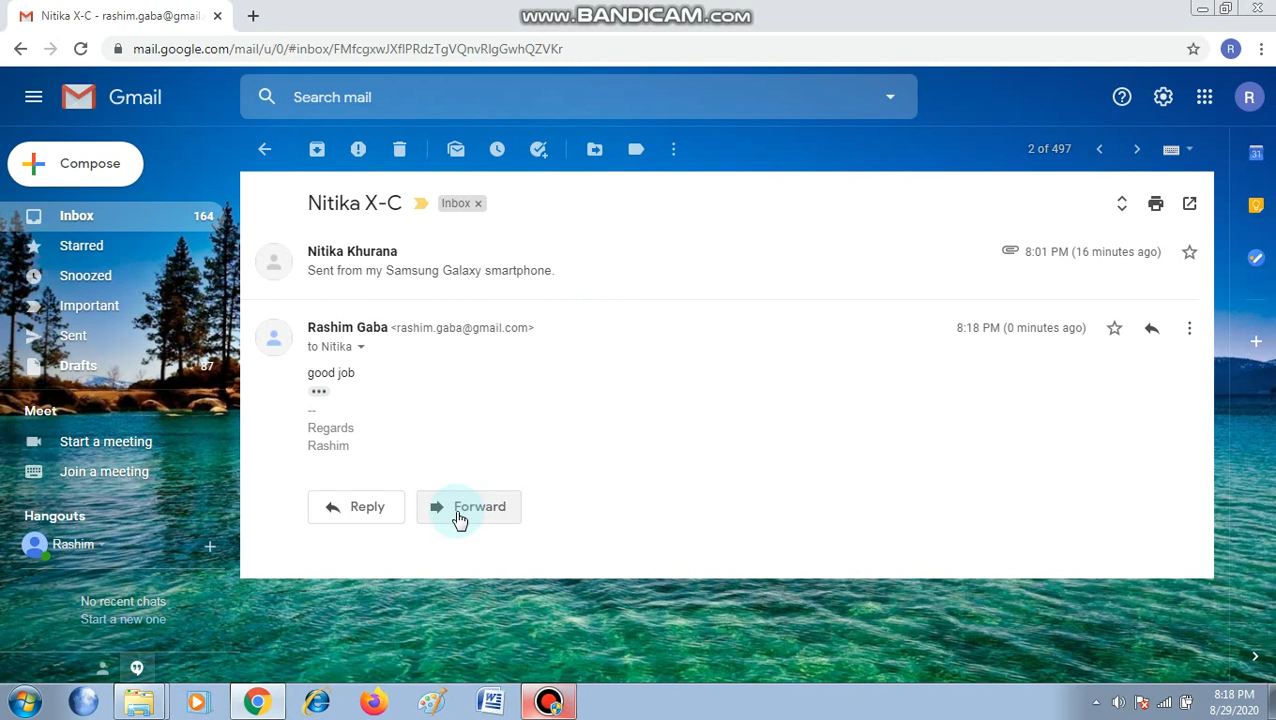 Nitika X-C - rashim.gaba@gmail.
www.BANDICAM.com
mail.google.com/mail/u/0/#inbox/FMfcgxwJXflPRdzTgVQnvRlgGwhQZVKr
R
Gmail
Search mail
R
Compose
2 of 497
31
Inbox 164
Starred
Snoozed
Important
Sent
Drafts 87
Meet
Start a meeting
Join a meeting
Hangouts
Rashim
No recent chats
Start a new one
Nitika X-C
Inbox
Nitika Khurana
8:01 PM (16 minutes ago)
Sent from my Samsung Galaxy smartphone.
Rashim Gaba <rashim.gaba@gmail.com>
8:18 PM (0 minutes ago)
to Nitika
good job
--
Regards
Rashim
Reply
Forward
8:18 PM
8/29/2020